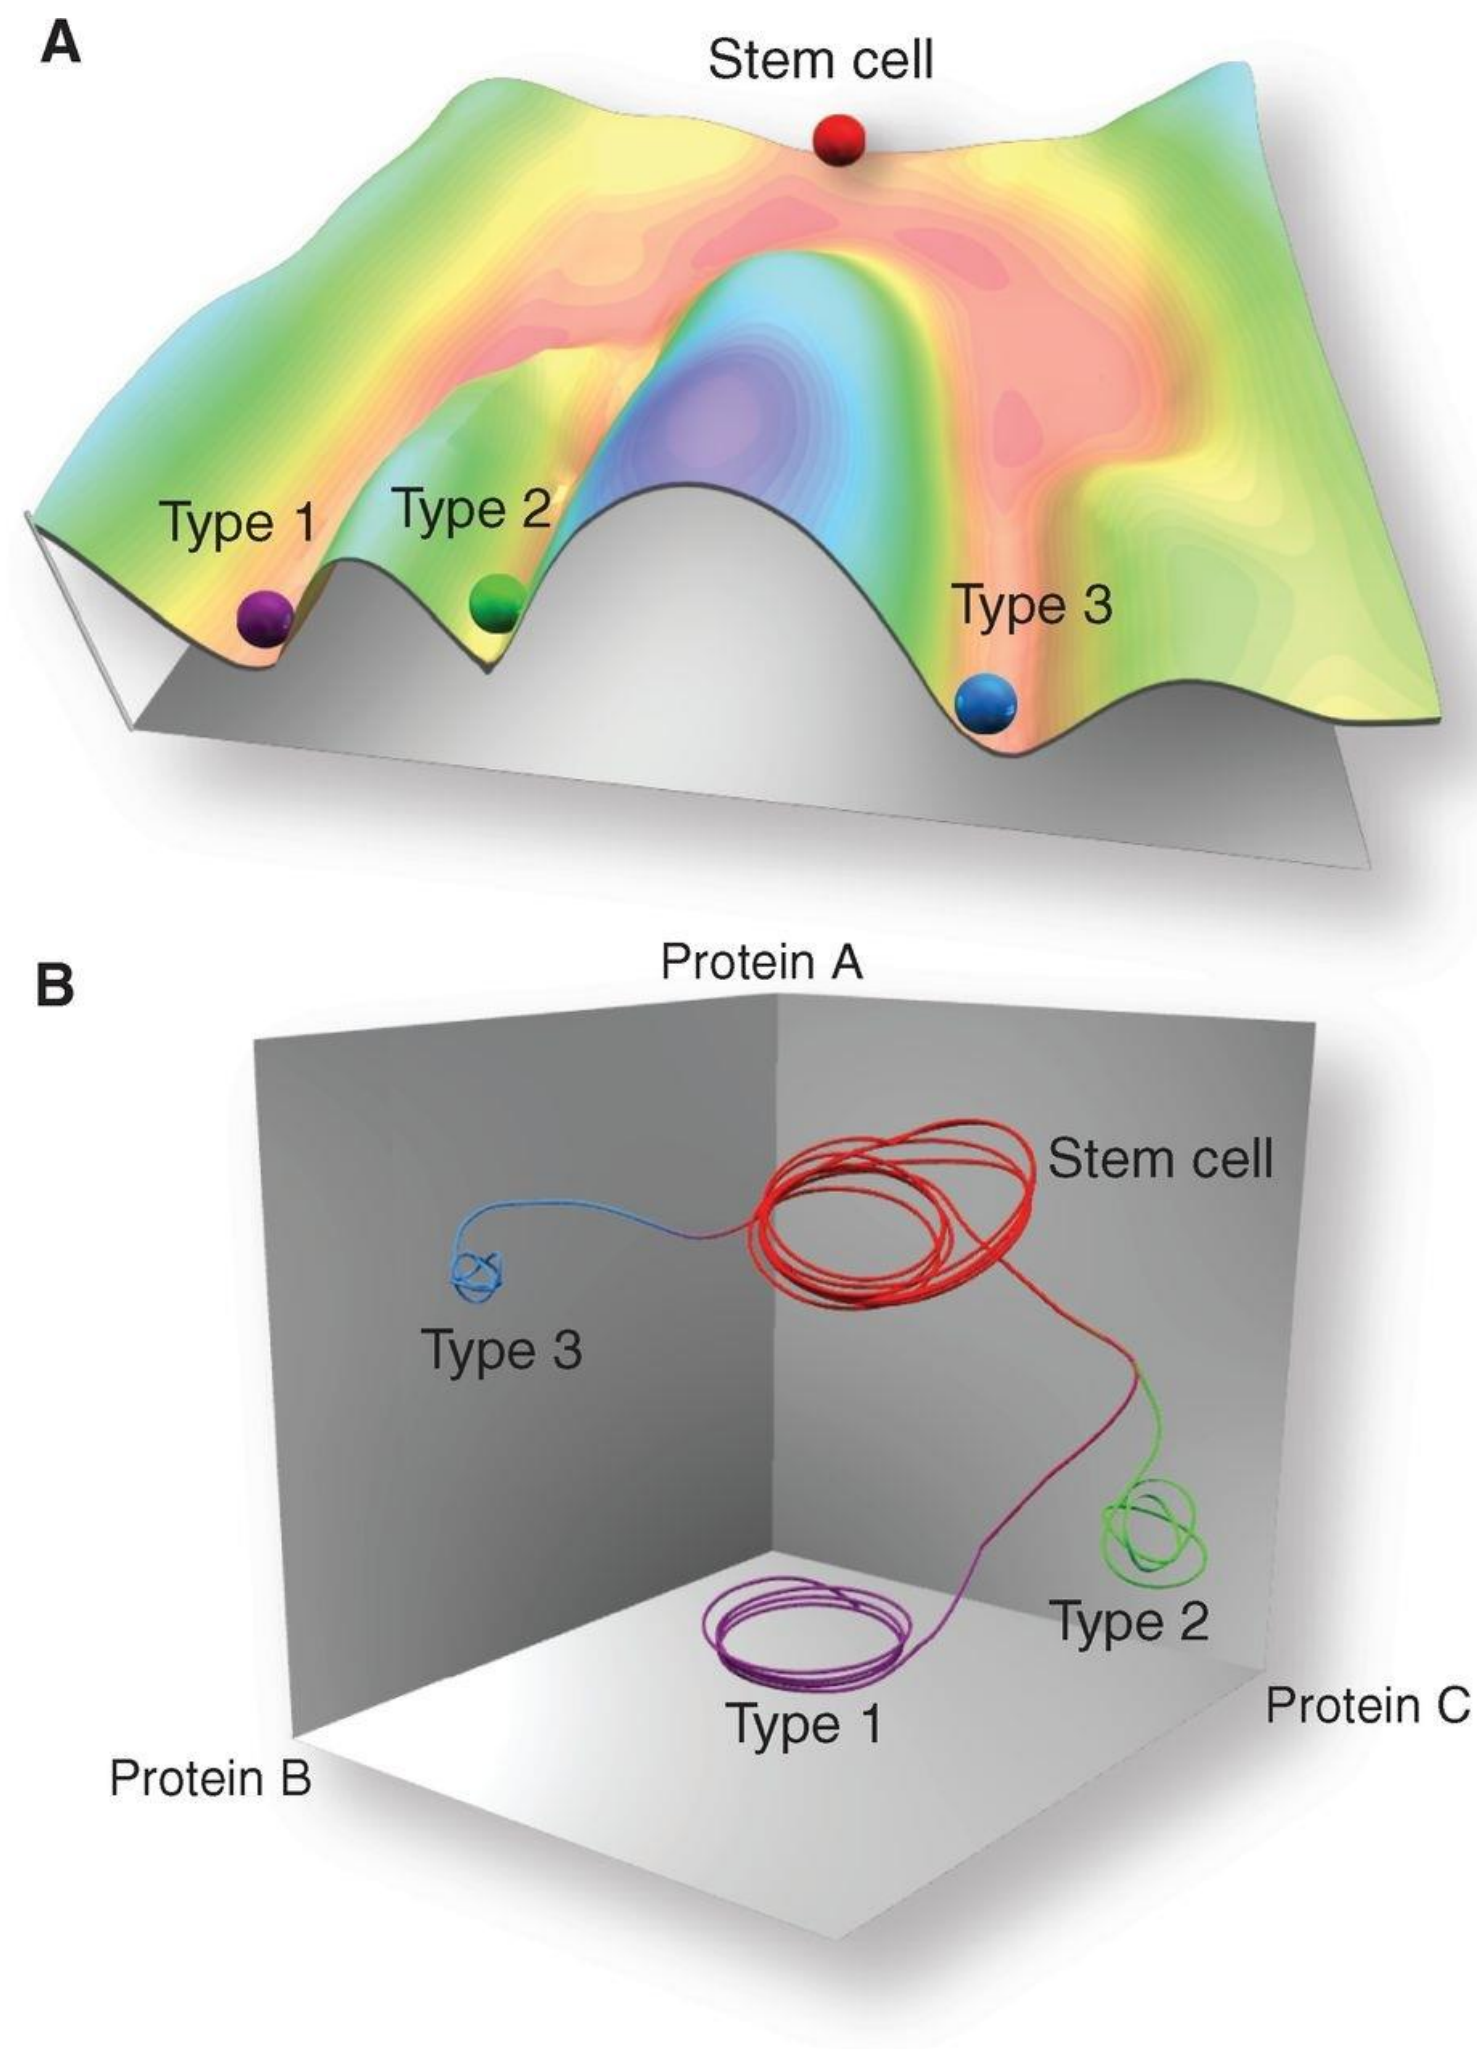 A
Stem cell
Type 1
Type 2
Type 3
B
Protein A
Stem cell
Type 3
Type 2
Type 1
Protein C
Protein B